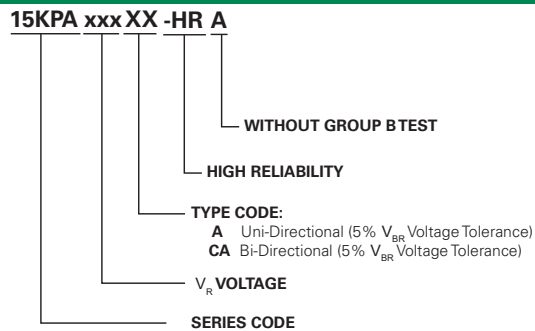 15KPA xxx XX -HR A
WITHOUT GROUP B TEST
HIGH RELIABILITY
TYPE CODE:
A Uni-Directional (5% VBR Voltage Tolerance)
CA Bi-Directional (5% VBR Voltage Tolerance)
VR VOLTAGE
SERIES CODE